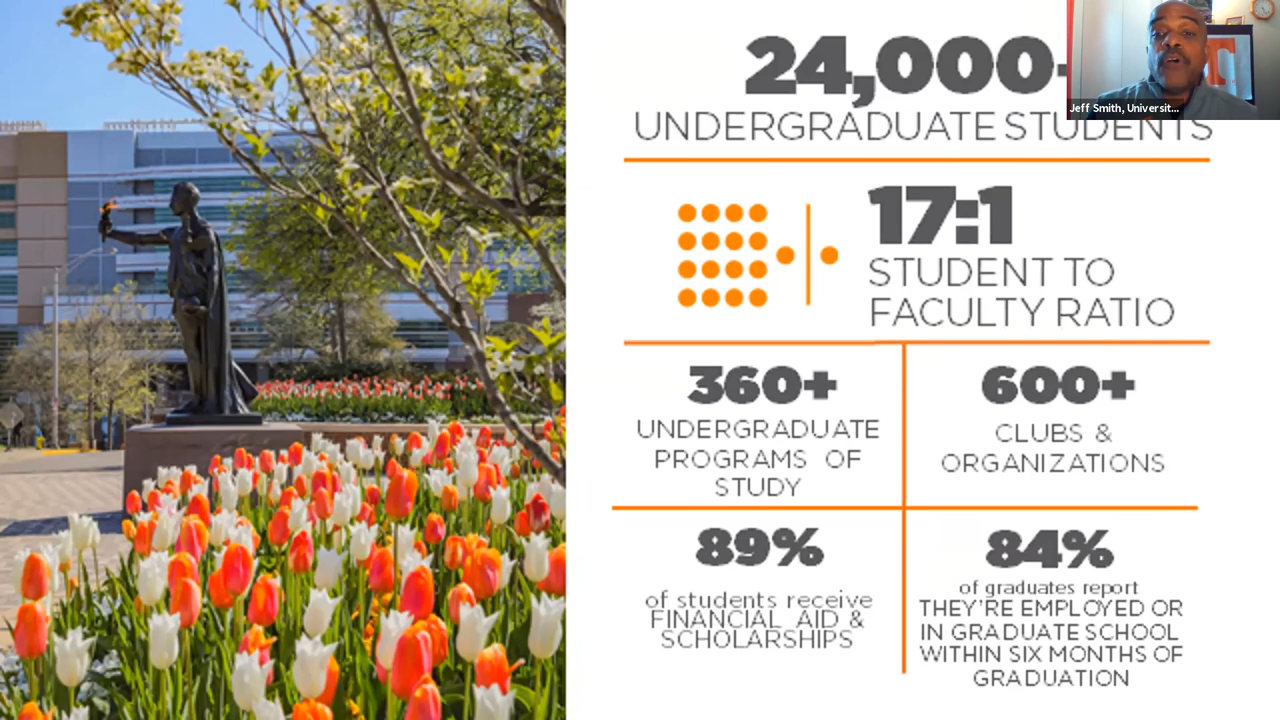 24,000
UNDERGRADUATE STUDENTS
Jeff Smith, Universit...
17:1
STUDENT TO
FACULTY RATIO
360+
UNDERGRADUATE
PROGRAMS OF
STUDY
600+
CLUBS &
ORGANIZATIONS
89%
of students receive
FINANCIAL AID &
SCHOLARSHIPS
84%
of graduates report
THEY'RE EMPLOYED OR
IN GRADUATE SCHOOL
WITHIN SIX MONTHS OF
GRADUATION